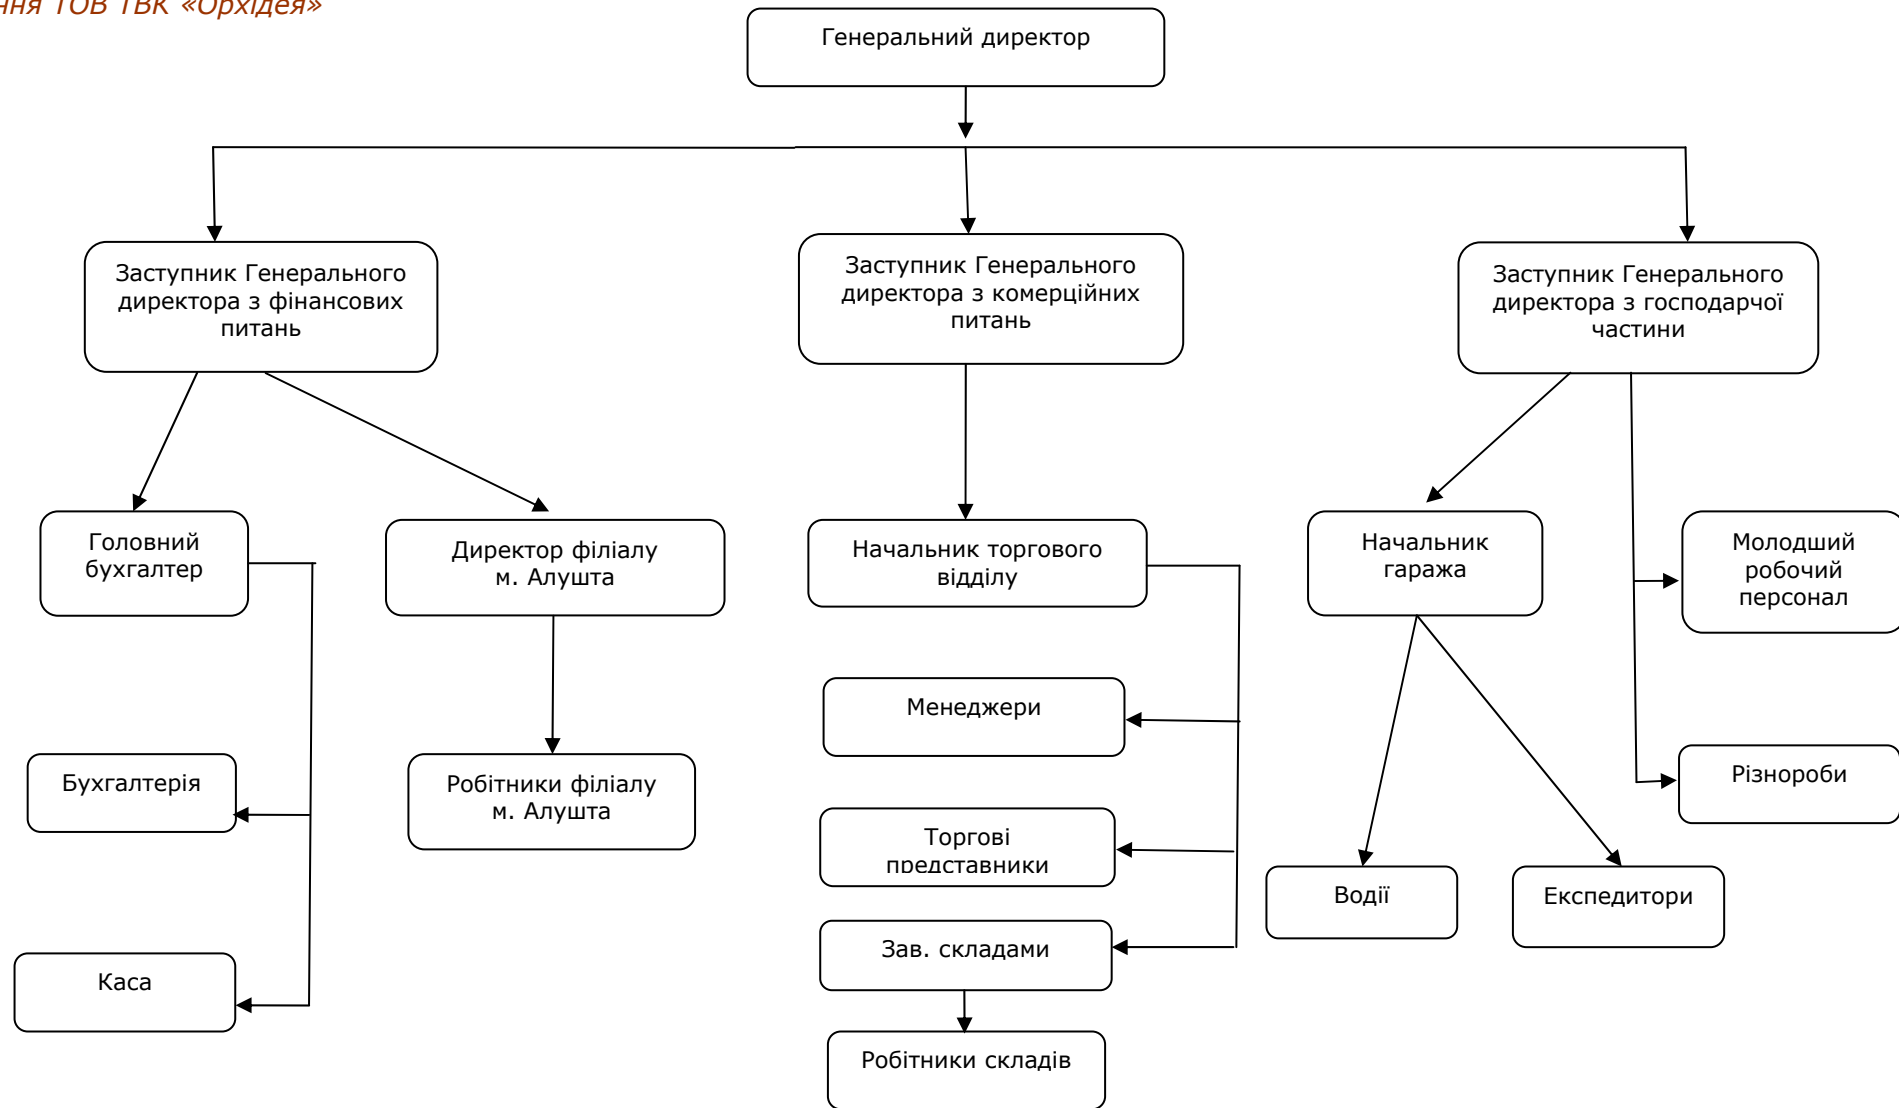 ТОВ ТВК «Орхідея»
Генеральний директор
Заступник Генерального
директора з фінансових
питань
Заступник Генерального
директора з комерційних
питань
Заступник Генерального
директора з господарчої
частини
Головний
бухгалтер
Директор філіалу
м. Алушта
Начальник торгового
відділу
Начальник
гаража
Молодший
робочий
персонал
Менеджери
Бухгалтерія
Робітники філіалу
м. Алушта
Різнороби
Торгові
представники
Водії
Експедитори
Зав. складами
Каса
Робітники складів